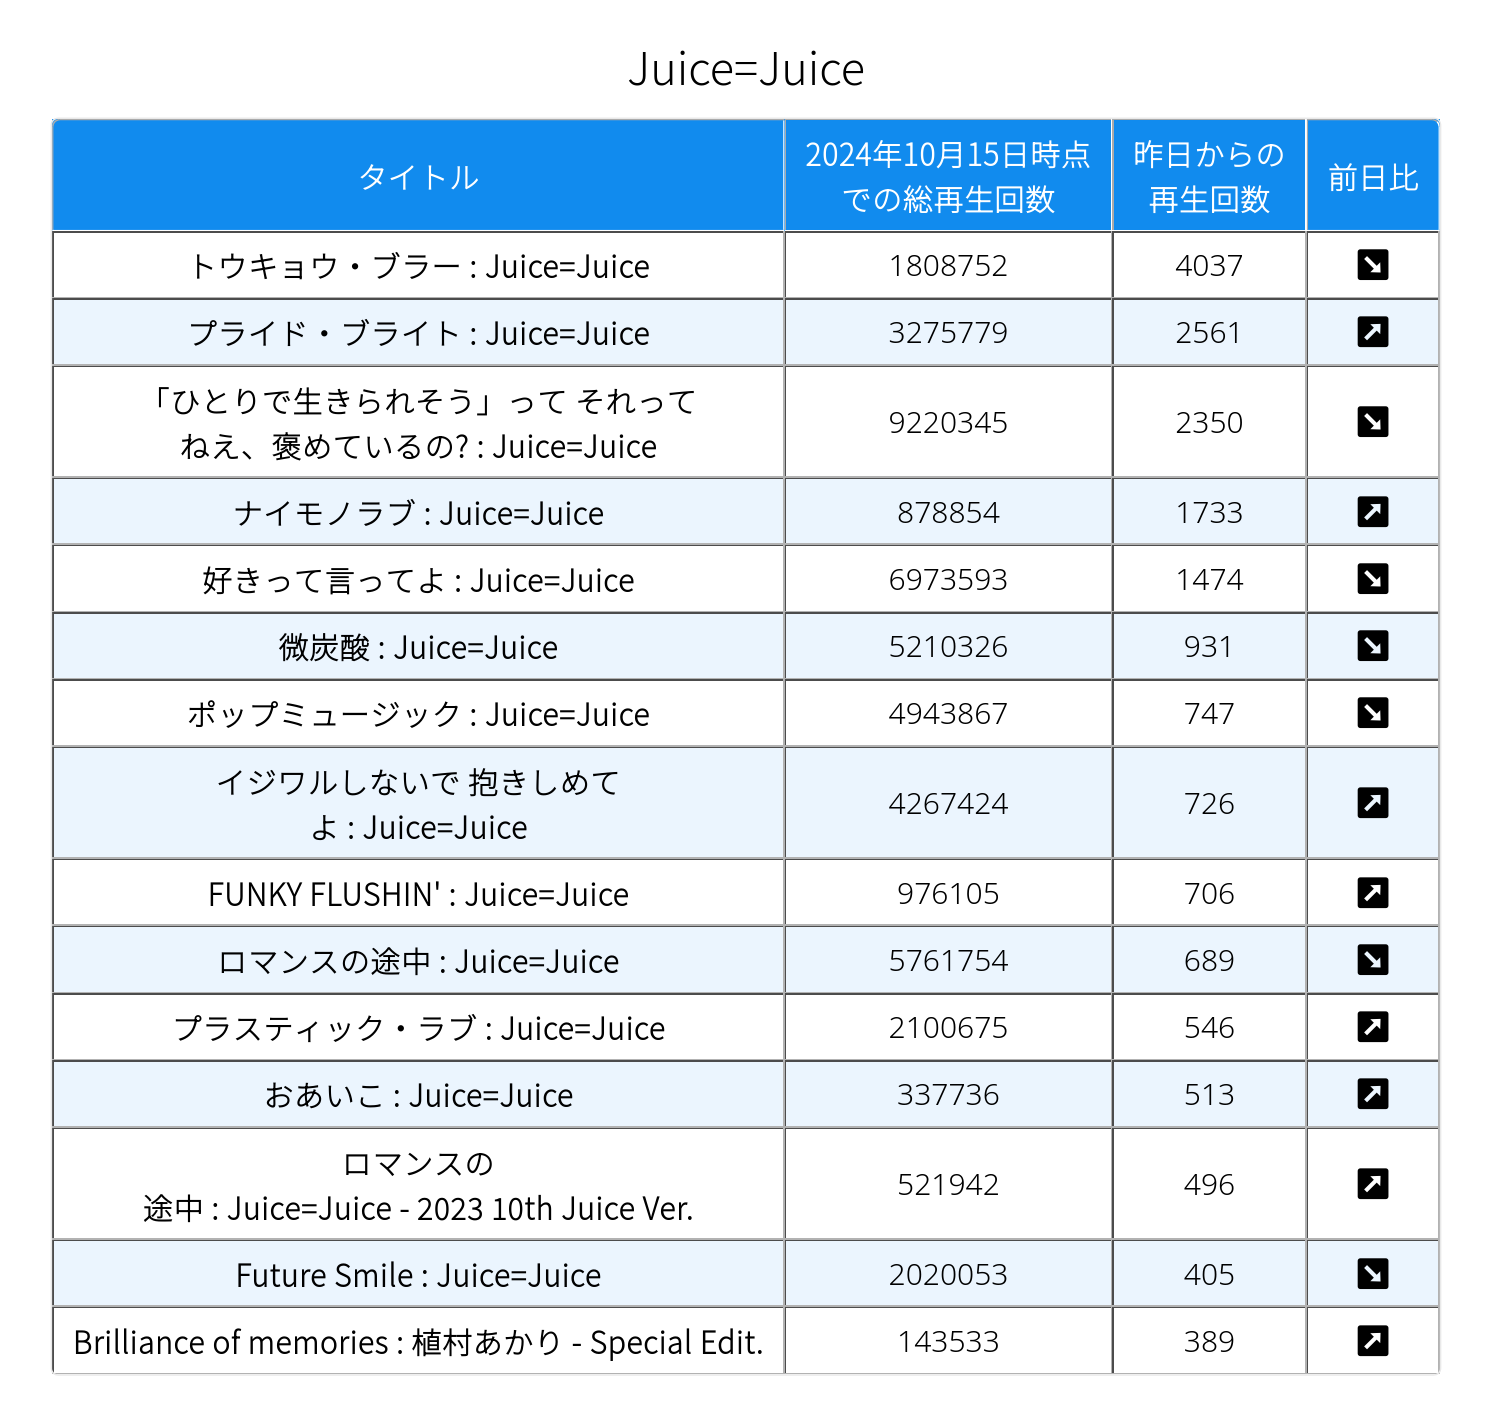 Juice=Juice
タイトル
2024年10月15日時点
での総再生回数
昨日からの
再生回数
前日比
トウキョウ・ブラー : Juice=Juice 1808752 4037
プライド・ブライト : Juice=Juice 3275779 2561
「ひとりで生きられそう」って それって
ねえ、褒めているの? : Juice=Juice 9220345 2350
ナイモノラブ : Juice=Juice 878854 1733
好きって言ってよ : Juice=Juice 6973593 1474
微炭酸 : Juice=Juice 5210326 931
ポップミュージック : Juice=Juice 4943867 747
イジワルしないで 抱きしめて
よ : Juice=Juice 4267424 726
FUNKY FLUSHIN' : Juice=Juice 976105 706
ロマンスの途中 : Juice=Juice 5761754 689
プラスティック・ラブ : Juice=Juice 2100675 546
おあいこ : Juice=Juice 337736 513
ロマンスの
途中 : Juice=Juice - 2023 10th Juice Ver. 521942 496
Future Smile : Juice=Juice 2020053 405
Brilliance of memories : 植村あかり - Special Edit. 143533 389